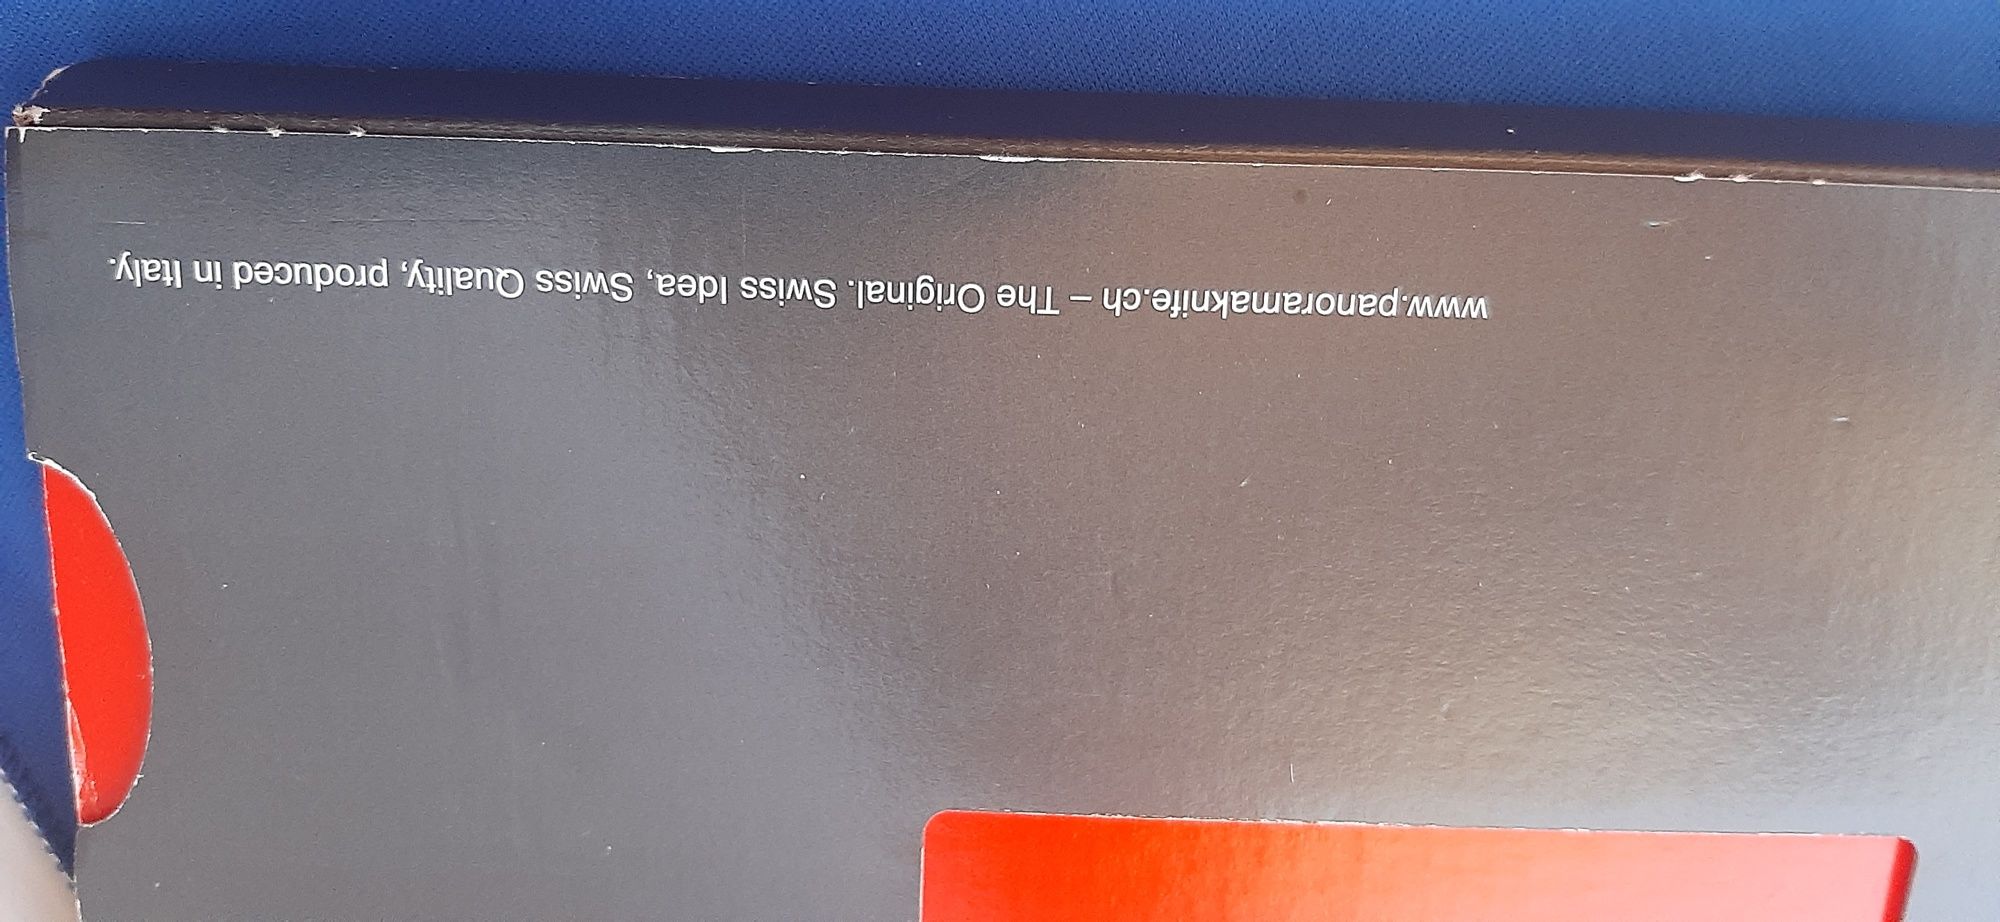 www.panoramaknife.ch – The Original. Swiss Idea, Swiss Quality, produced in Italy.